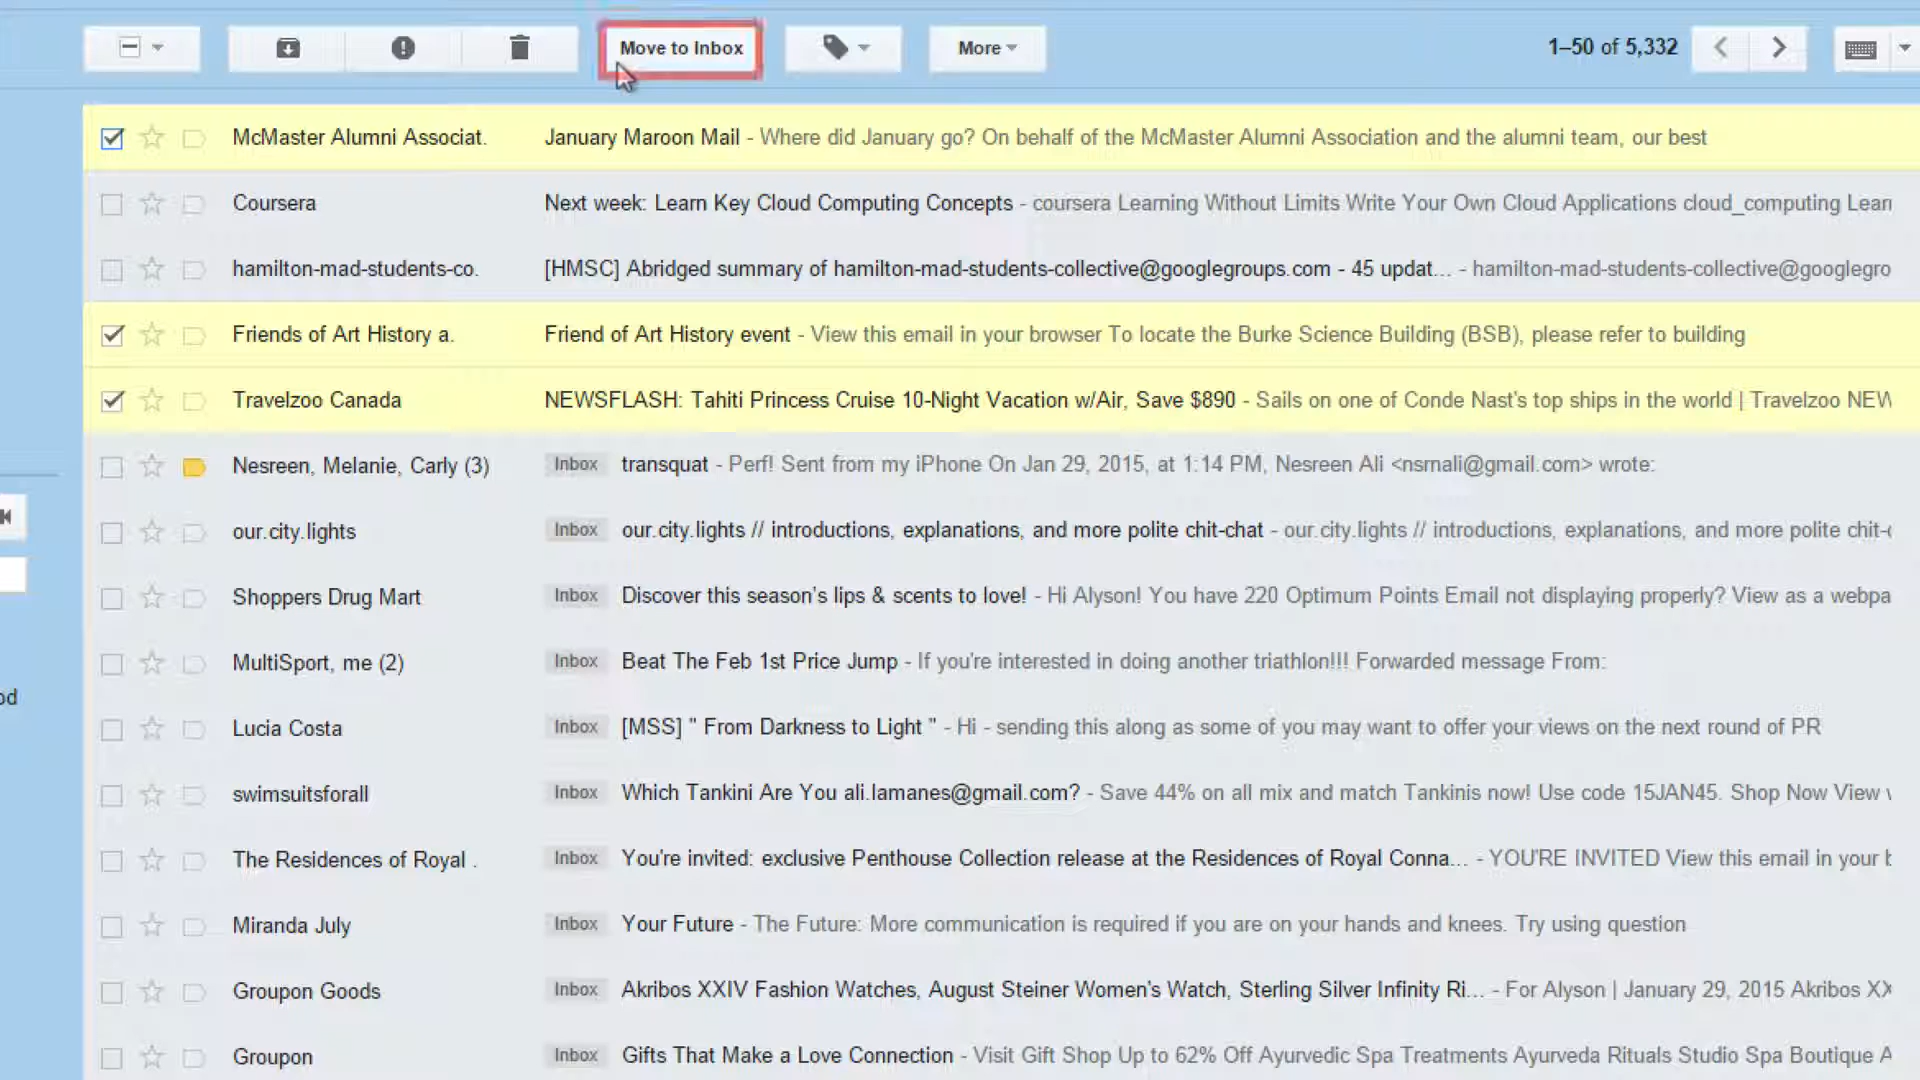 Move to Inbox More 1–50 of 5,332
McMaster Alumni Associat. January Maroon Mail - Where did January go? On behalf of the McMaster Alumni Association and the alumni team, our best
Coursera Next week: Learn Key Cloud Computing Concepts - coursera Learning Without Limits Write Your Own Cloud Applications cloud_computing Lear
hamilton-mad-students-co. [HMSC] Abridged summary of hamilton-mad-students-collective@googlegroups.com - 45 updat... - hamilton-mad-students-collective@googlegro
Friends of Art History a. Friend of Art History event - View this email in your browser To locate the Burke Science Building (BSB), please refer to building
Travelzoo Canada NEWSFLASH: Tahiti Princess Cruise 10-Night Vacation w/Air, Save $890 - Sails on one of Conde Nast's top ships in the world | Travelzoo NEW
Nesreen, Melanie, Carly (3) Inbox transquat - Perf! Sent from my iPhone On Jan 29, 2015, at 1:14 PM, Nesreen Ali <nsrnali@gmail.com> wrote:
our.city.lights Inbox our.city.lights // introductions, explanations, and more polite chit-chat - our.city.lights // introductions, explanations, and more polite chit-c
Shoppers Drug Mart Inbox Discover this season's lips & scents to love! - Hi Alyson! You have 220 Optimum Points Email not displaying properly? View as a webpa
MultiSport, me (2) Inbox Beat The Feb 1st Price Jump - If you're interested in doing another triathlon!!! Forwarded message From:
od
Lucia Costa Inbox [MSS] " From Darkness to Light " - Hi - sending this along as some of you may want to offer your views on the next round of PR
swimsuitsforall Inbox Which Tankini Are You ali.lamanes@gmail.com? - Save 44% on all mix and match Tankinis now! Use code 15JAN45. Shop Now View
The Residences of Royal . Inbox You're invited: exclusive Penthouse Collection release at the Residences of Royal Conna... - YOU'RE INVITED View this email in your
Miranda July Inbox Your Future - The Future: More communication is required if you are on your hands and knees. Try using question
Groupon Goods Inbox Akribos XXIV Fashion Watches, August Steiner Women's Watch, Sterling Silver Infinity Ri... - For Alyson | January 29, 2015 Akribos XX
Groupon Inbox Gifts That Make a Love Connection - Visit Gift Shop Up to 62% Off Ayurvedic Spa Treatments Ayurveda Rituals Studio Spa Boutique A